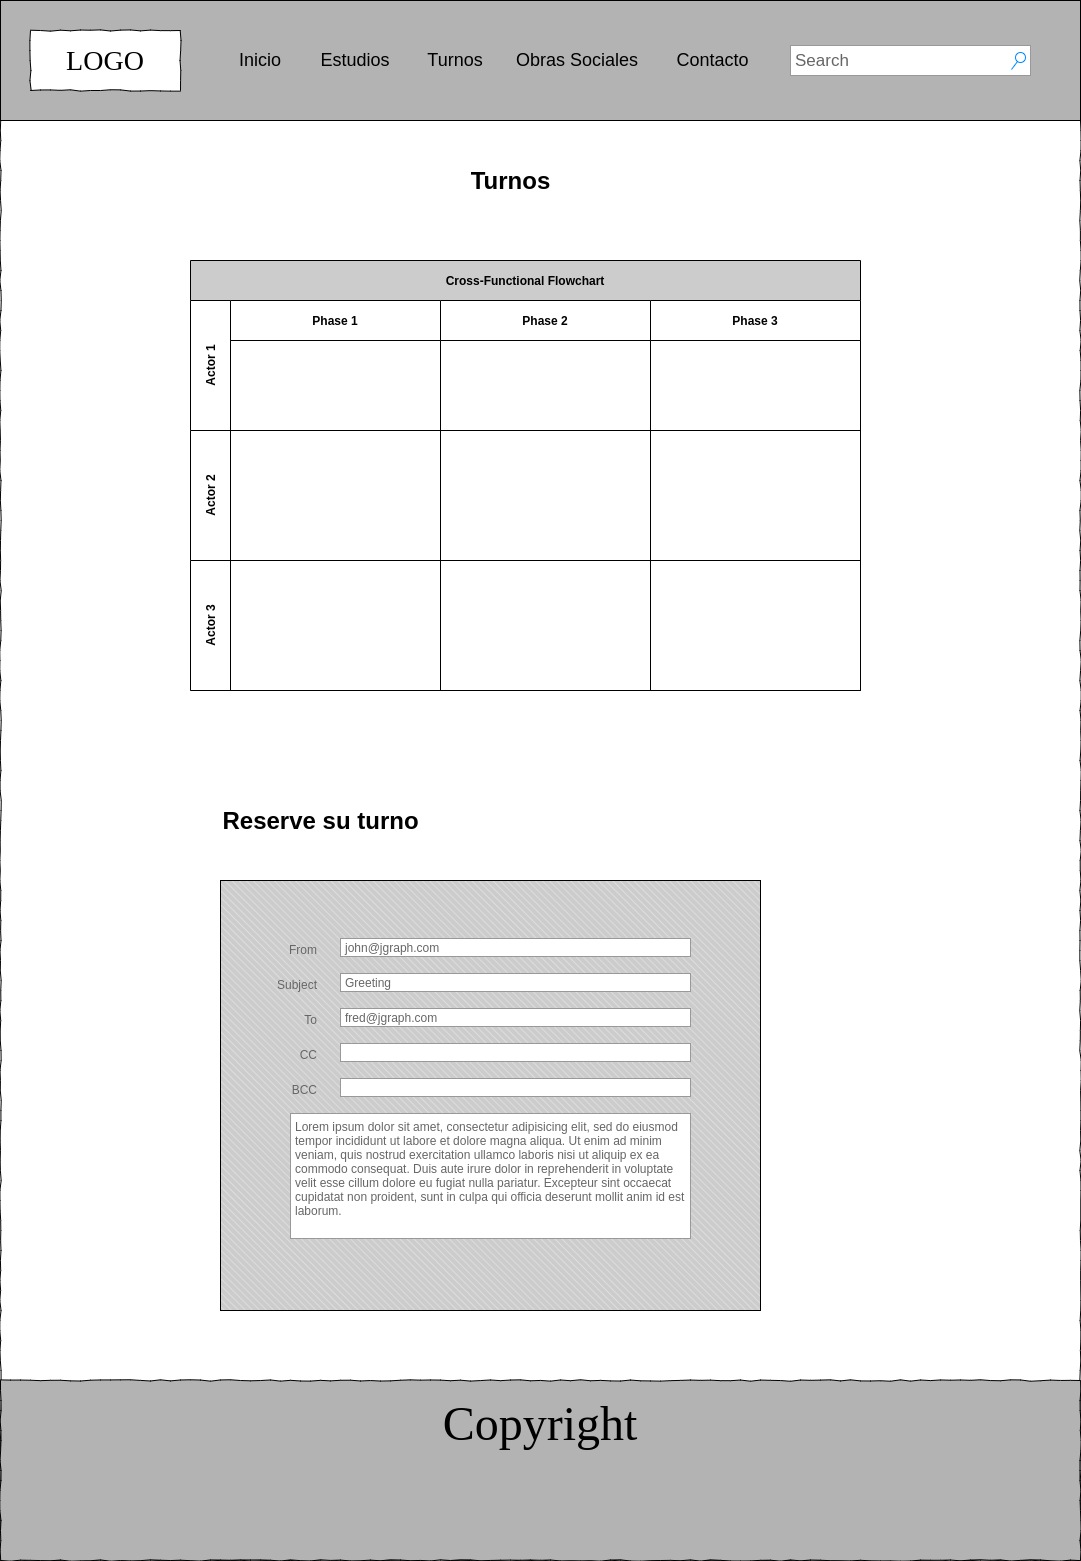 LOGO
Inicio
Estudios
Turnos
Obras Sociales
Contacto
Search
Turnos
Cross-Functional Flowchart
Phase 1
Phase 2
Phase 3
Actor 1
Actor 2
Actor 3
Reserve su turno
From
john@jgraph.com
Subject
Greeting
To
fred@jgraph.com
CC
BCC
Lorem ipsum dolor sit amet, consectetur adipisicing elit, sed do eiusmod
tempor incididunt ut labore et dolore magna aliqua. Ut enim ad minim
veniam, quis nostrud exercitation ullamco laboris nisi ut aliquip ex ea
commodo consequat. Duis aute irure dolor in reprehenderit in voluptate
velit esse cillum dolore eu fugiat nulla pariatur. Excepteur sint occaecat
cupidatat non proident, sunt in culpa qui officia deserunt mollit anim id est
laborum.
Copyright